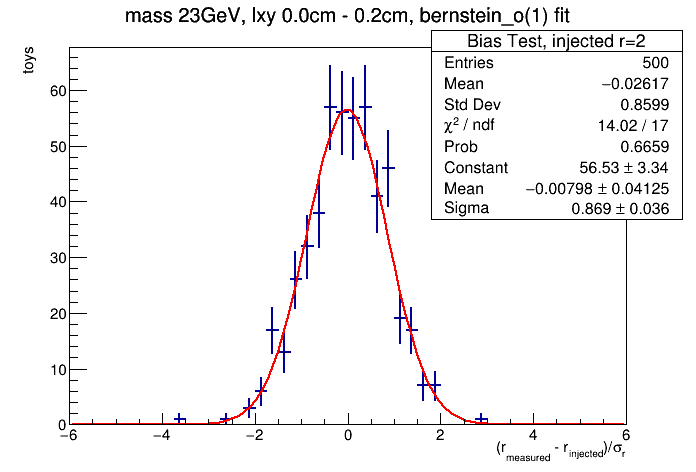 mass 23GeV, lxy 0.0cm - 0.2cm, bernstein_o(1) fit
Bias Test, injected r=2
Entries 500
Mean −0.02617
Std Dev 0.8599
χ² / ndf 14.02 / 17
Prob 0.6659
Constant 56.53 ± 3.34
Mean −0.00798 ± 0.04125
Sigma 0.869 ± 0.036
toys
60
50
40
30
20
10
0
−6 −4 −2 0 2 4 6
(r_measured - r_injected)/σ_r